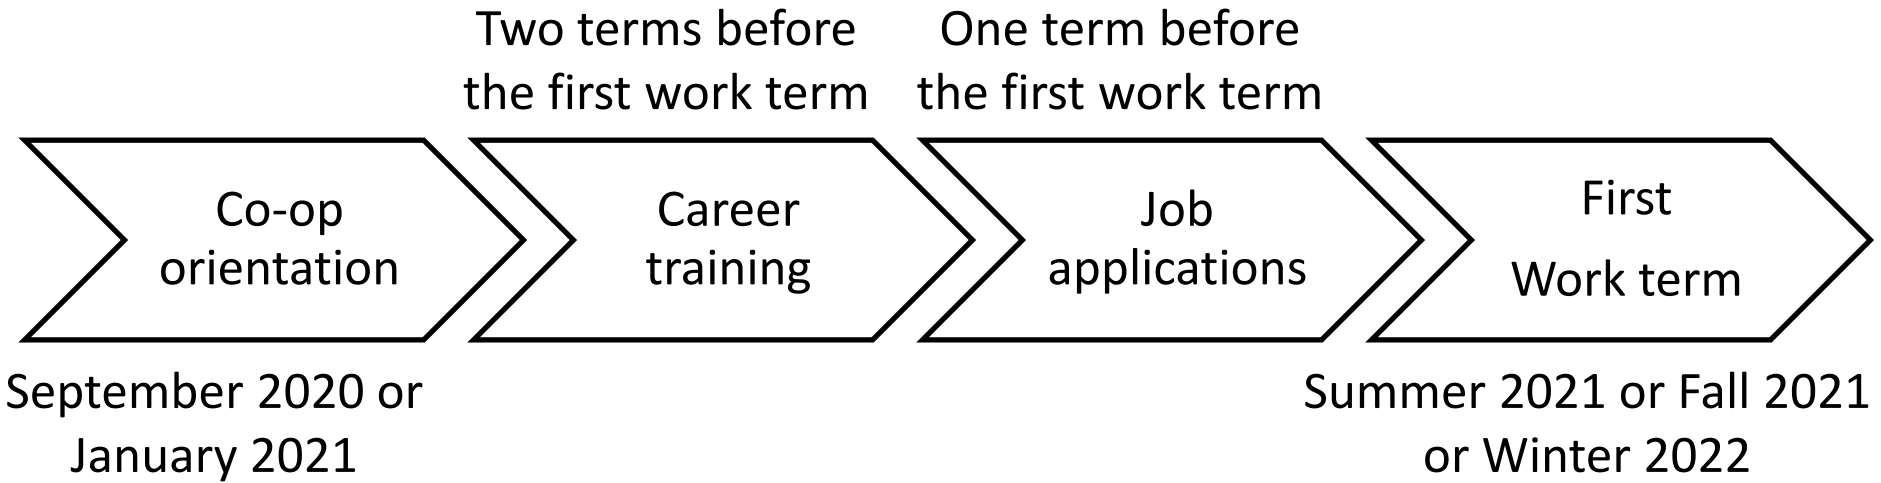 Two terms before
the first work term
One term before
the first work term
Co-op
orientation
Career
training
Job
applications
First
Work term
September 2020 or
January 2021
Summer 2021 or Fall 2021
or Winter 2022